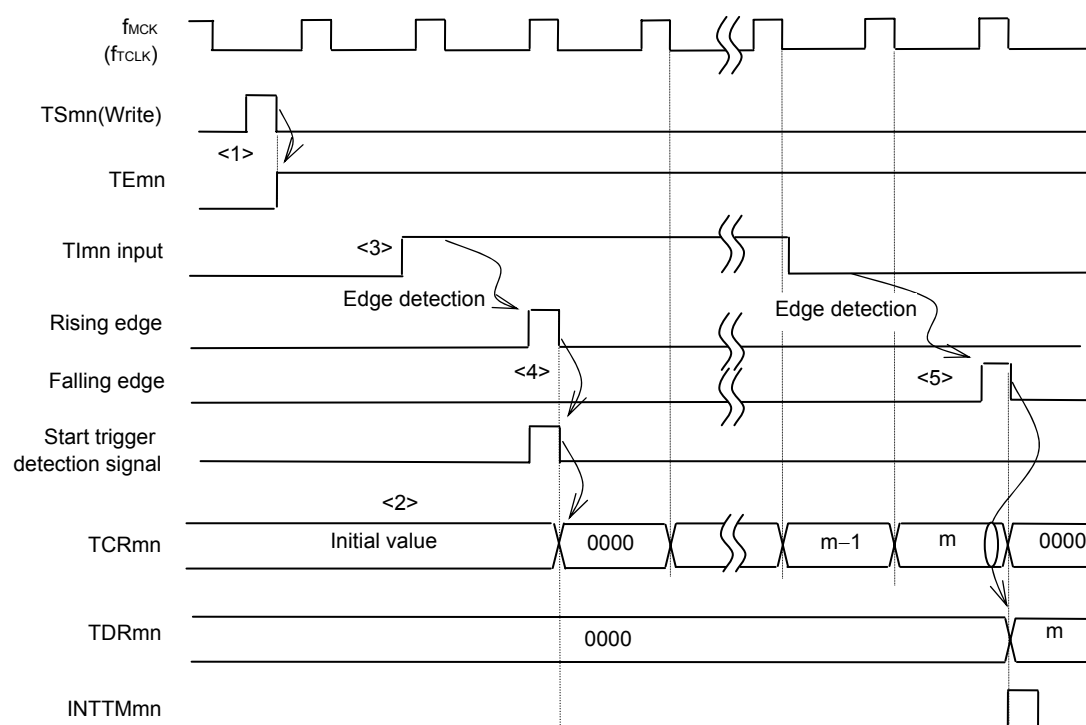 fMCK
(fTCLK)
TSmn(Write)
<1>
TEmn
TImn input
<3>
Edge detection
Edge detection
Rising edge
<4>
<5>
Falling edge
Start trigger
detection signal
<2>
TCRmn
Initial value
0000
m−1
m
0000
TDRmn
0000
m
INTTMmn